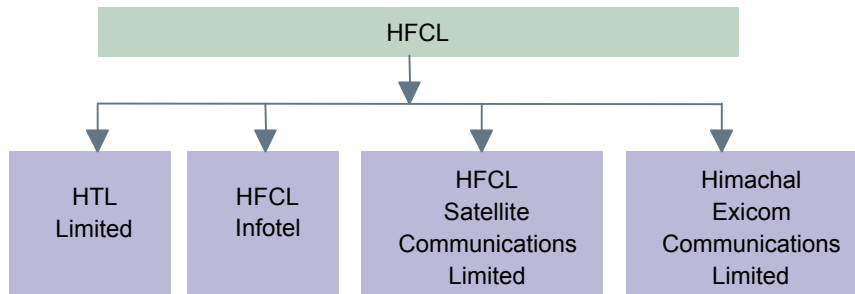 HFCL
HTL
Limited
HFCL
Infotel
HFCL
Satellite
Communications
Limited
Himachal
Exicom
Communications
Limited